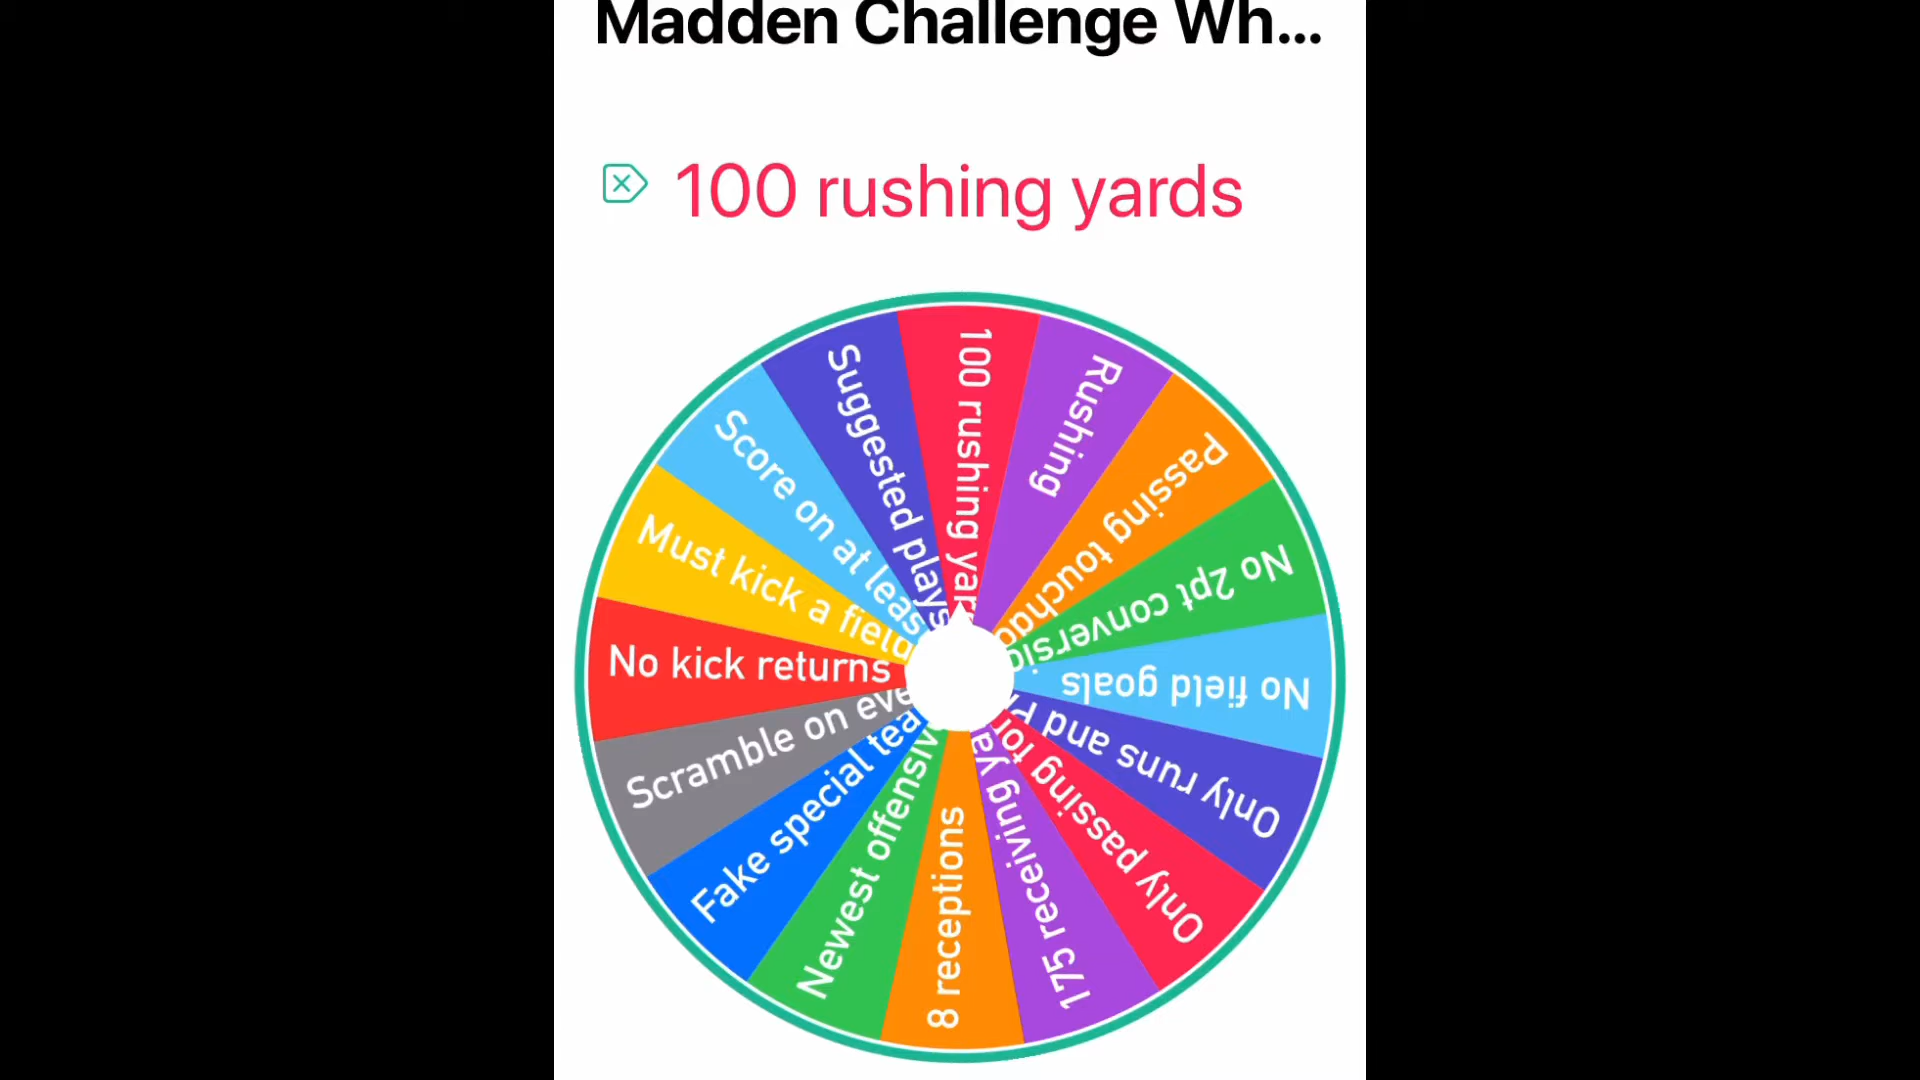 Madden Challenge Wh...
100 rushing yards
100 rushing yar
Rushing
Passing touchdo
No 2pt conversio
No field goals
Only runs and P
Only passing for
175 receiving ya
8 receptions
Newest offensiv
Fake special tea
Scramble on eve
No kick returns
Must kick a field
Score on at leas
Suggested plays